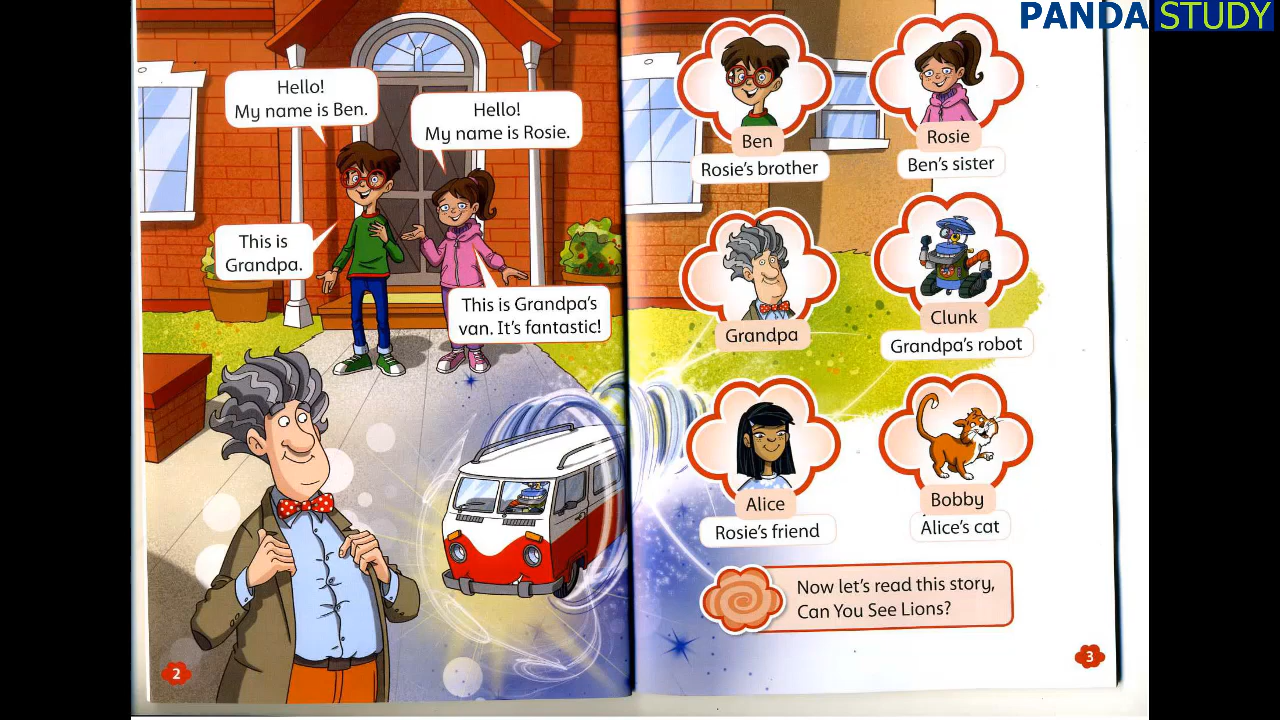 PANDA STUDY
Hello!
My name is Ben.
Hello!
My name is Rosie.
This is
Grandpa.
This is Grandpa's
van. It's fantastic!
2
Ben
Rosie's brother
Rosie
Ben's sister
Grandpa
Clunk
Grandpa's robot
Alice
Rosie's friend
Bobby
Alice's cat
Now let's read this story,
Can You See Lions?
3